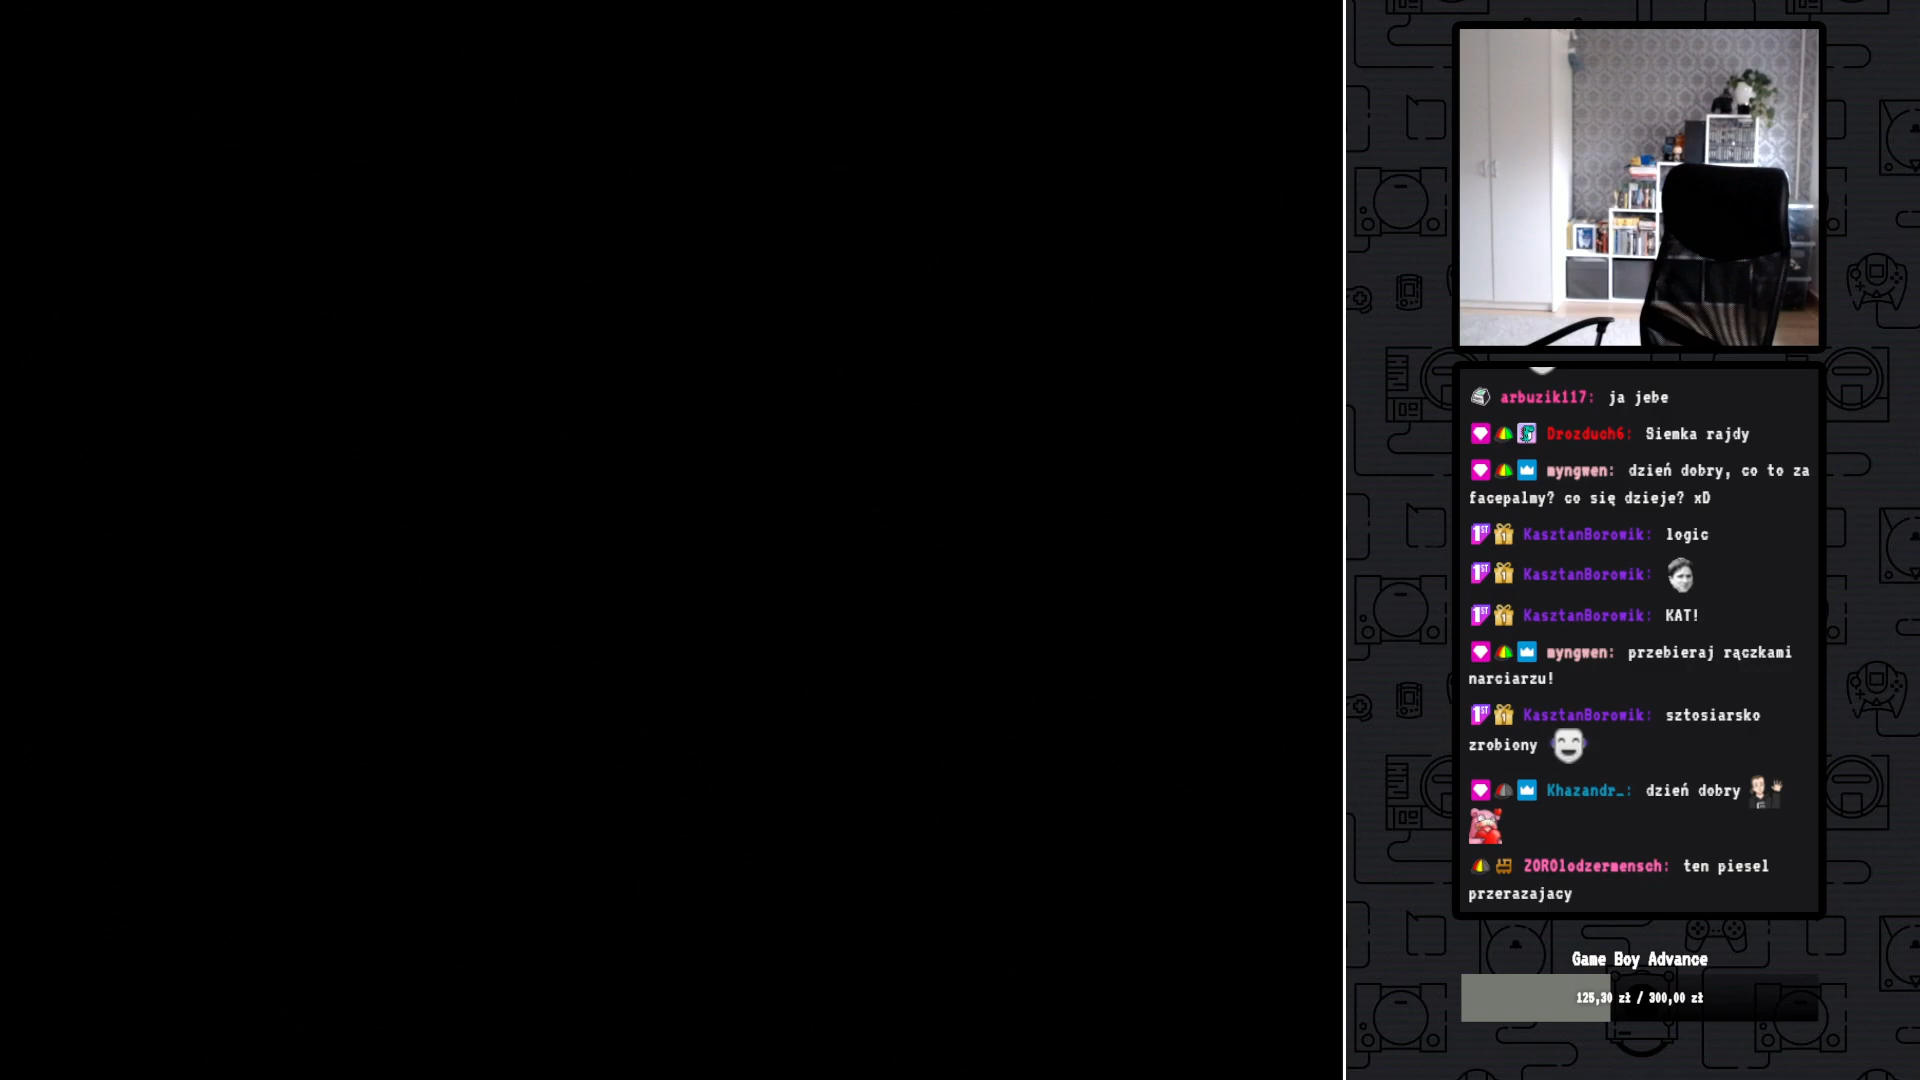 arbuzik117: ja jebe
Drozduch6: Siemka rajdy
myngwen: dzień dobry, co to za
facepalmy? co się dzieje? xD
KasztanBorowik: logic
KasztanBorowik:
KasztanBorowik: KAT!
myngwen: przebieraj rączkami
narciarzu!
KasztanBorowik: sztosiarsko
zrobiony
Khazandr_: dzień dobry
ZOROlodzermensch: ten piesel
przerazajacy
Game Boy Advance
125,30 zł / 300,00 zł